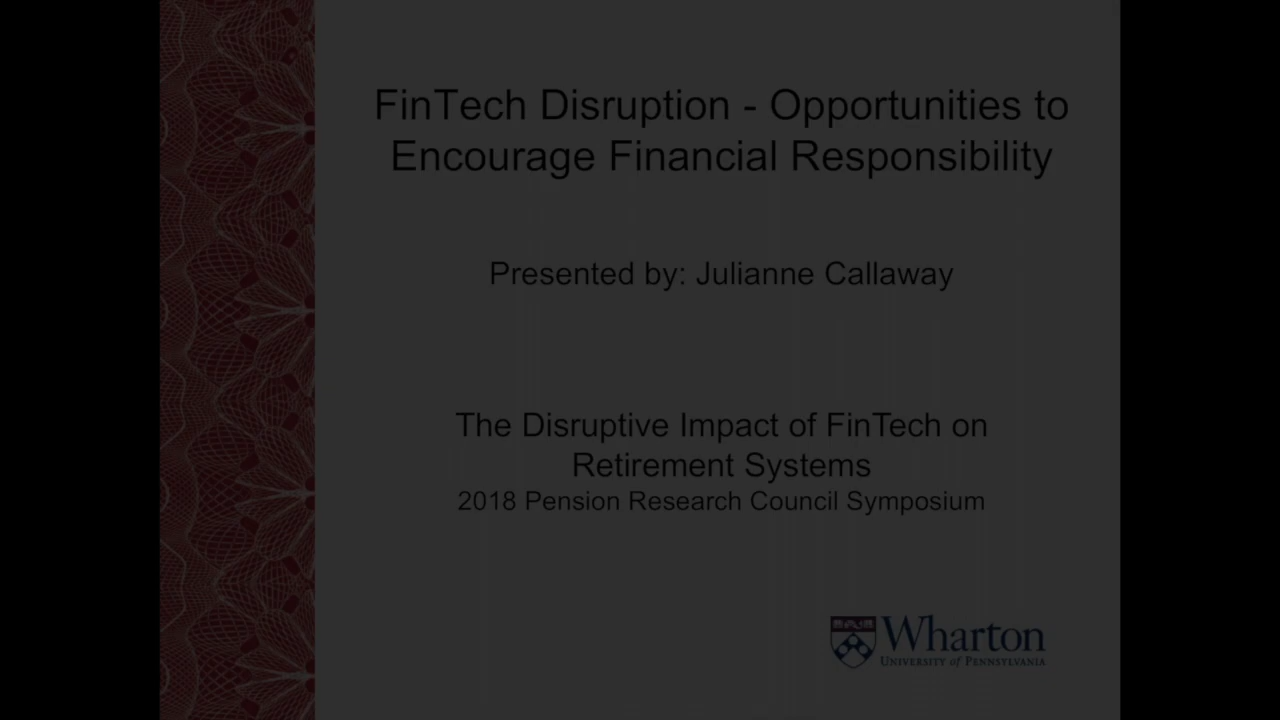 FinTech Disruption - Opportunities to
Encourage Financial Responsibility
Presented by: Julianne Callaway
The Disruptive Impact of FinTech on
Retirement Systems
2018 Pension Research Council Symposium
Wharton
UNIVERSITY of PENNSYLVANIA